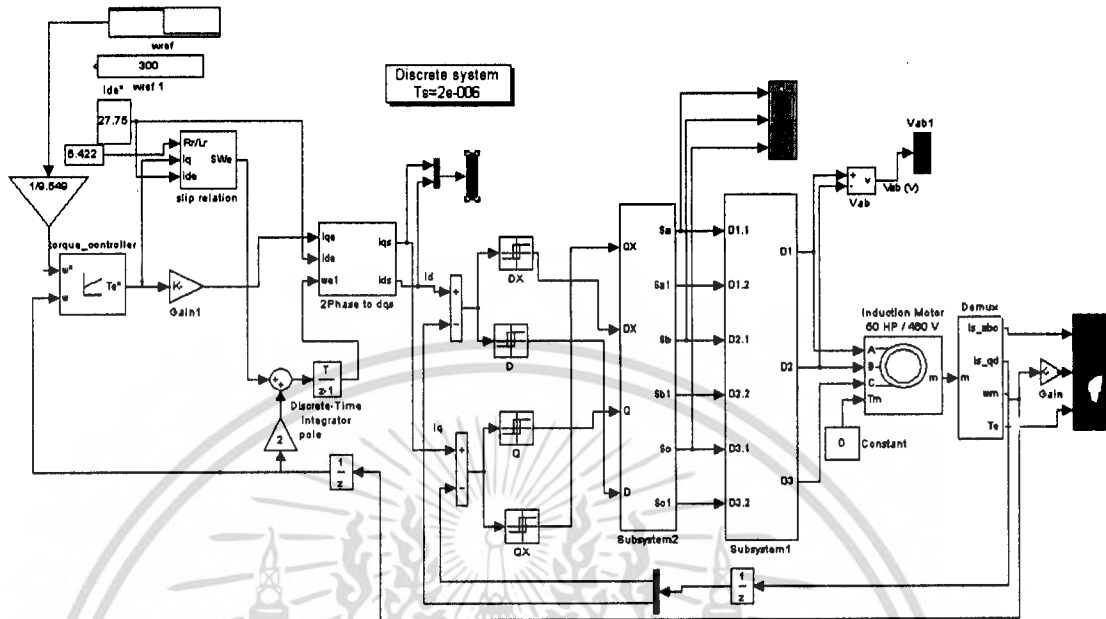 wref
300
wref 1
Ide*
27.75
6.422
Rr/Lr
iq
ide
SWe
slip relation
Discrete system
Ts=2e-006
1/9.549
torque_controller
w*
w
Te*
K-
Gain1
Iqe
Ide
we1
Iqs
Ids
2Phase to dqs
T
z-1
Discrete-Time
Integrator
pole
2
1
z
Id
+
-
Iq
+
-
DX
D
Q
QX
QX
DX
Q
D
Sa
Sa1
Sb
Sb1
Sc
Sc1
Subsystem2
D1.1
D1.2
D2.1
D2.2
D3.1
D3.2
D1
D2
D3
Subsystem1
+
-
v
Vab
Vab (V)
Vab1
Induction Motor
60 HP / 460 V
A
B
C
Tm
m
0
Constant
Demux
m
is_abc
is_qd
wm
Te
Gain
1
z